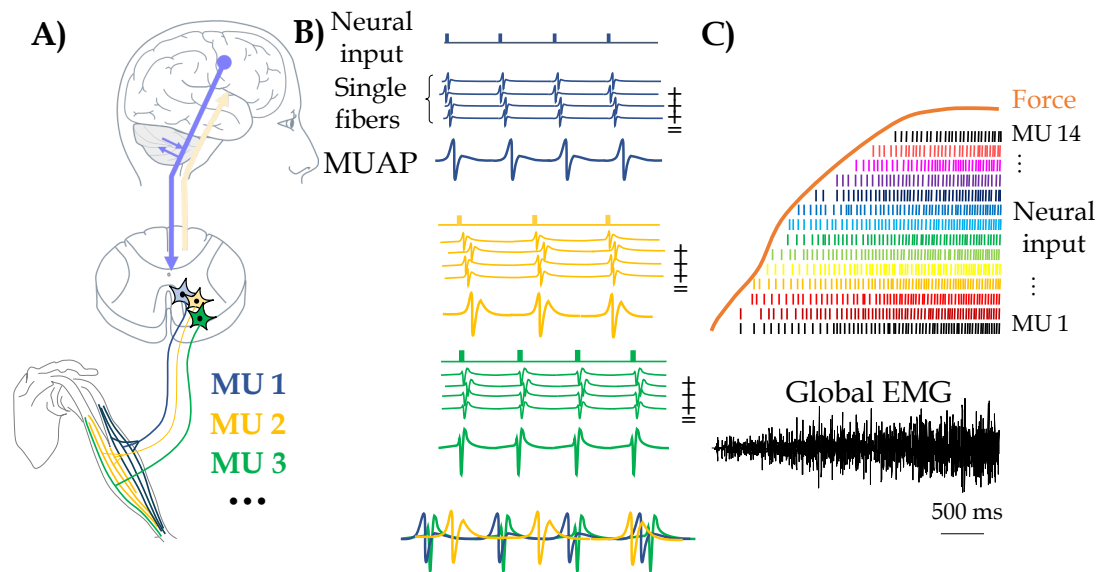 A)
MU 1
MU 2
MU 3
...
B)
Neural
input
Single
fibers
+
+
+
=
MUAP
+
+
+
=
+
+
+
=
C)
Force
MU 14
⋮
Neural
input
⋮
MU 1
Global EMG
500 ms